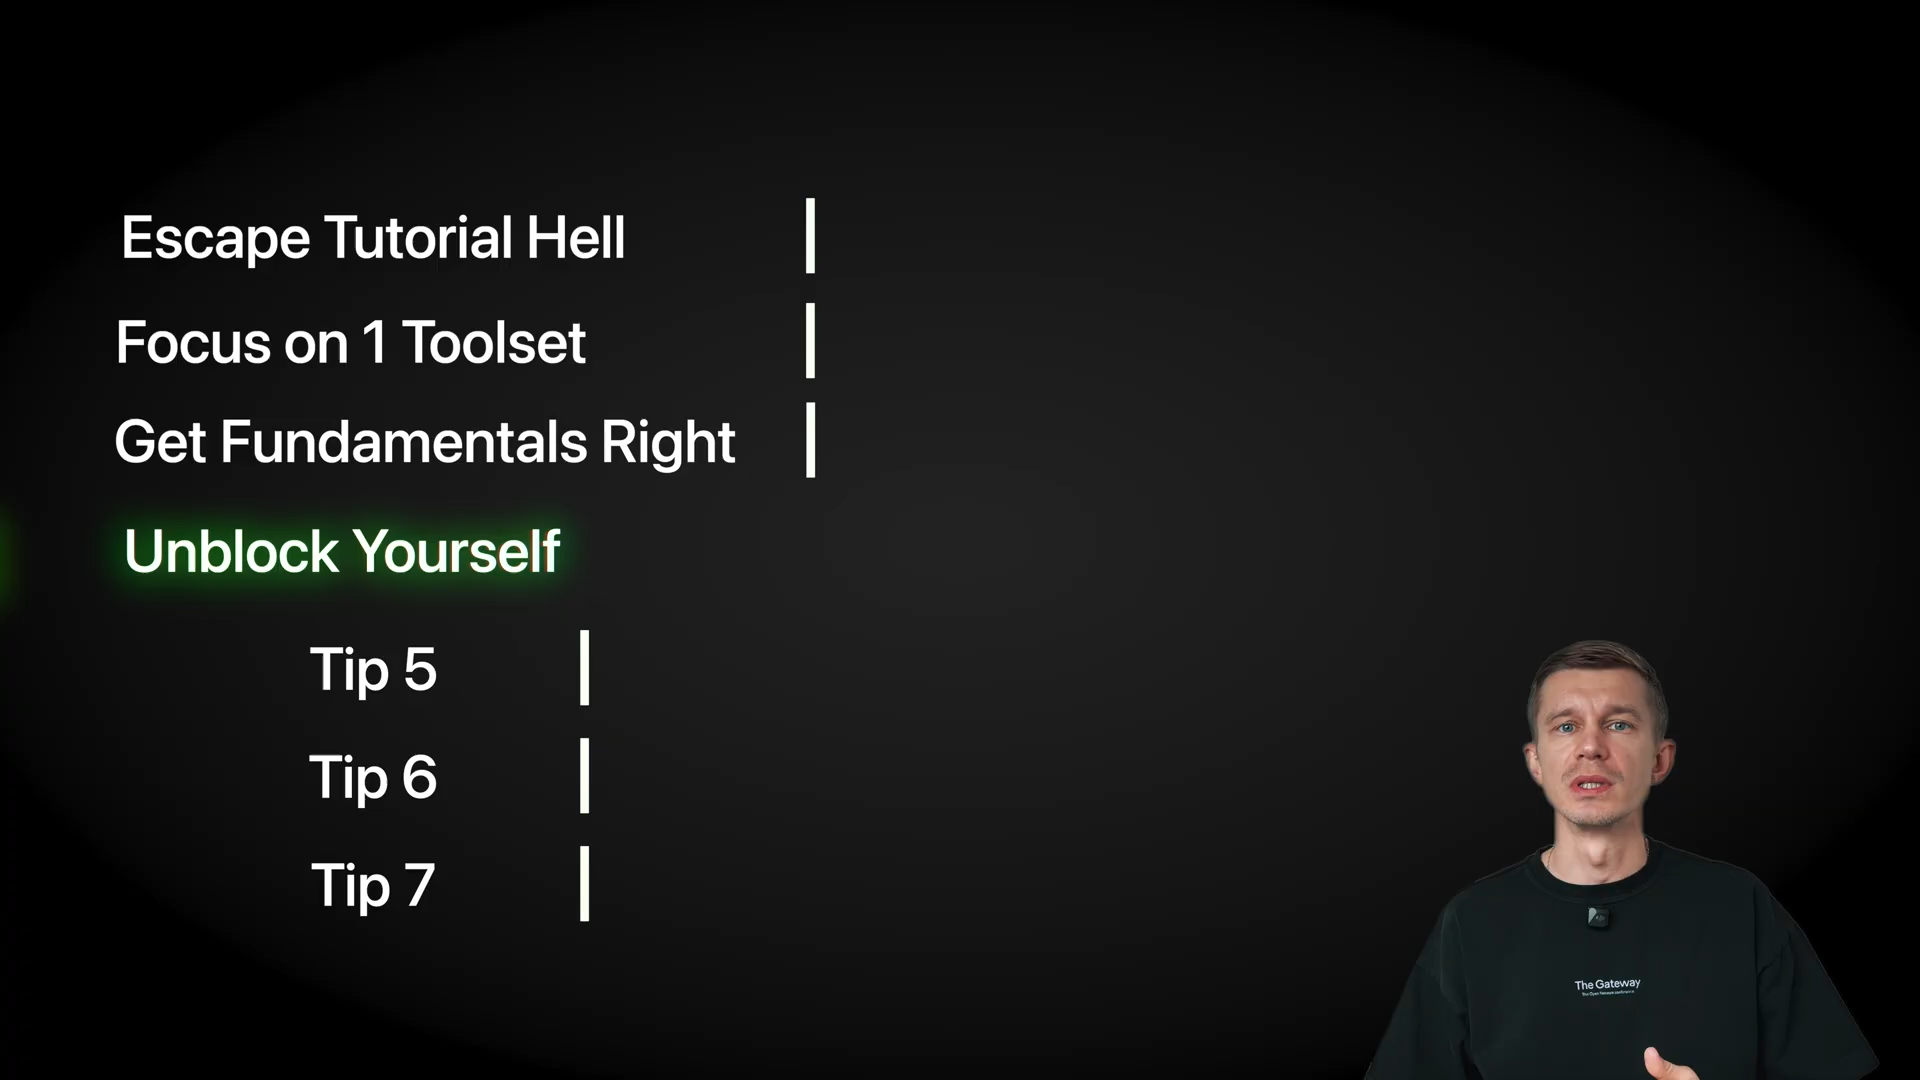 Escape Tutorial Hell
Focus on 1 Toolset
Get Fundamentals Right
Unblock Yourself
Tip 5
Tip 6
Tip 7
The Gateway